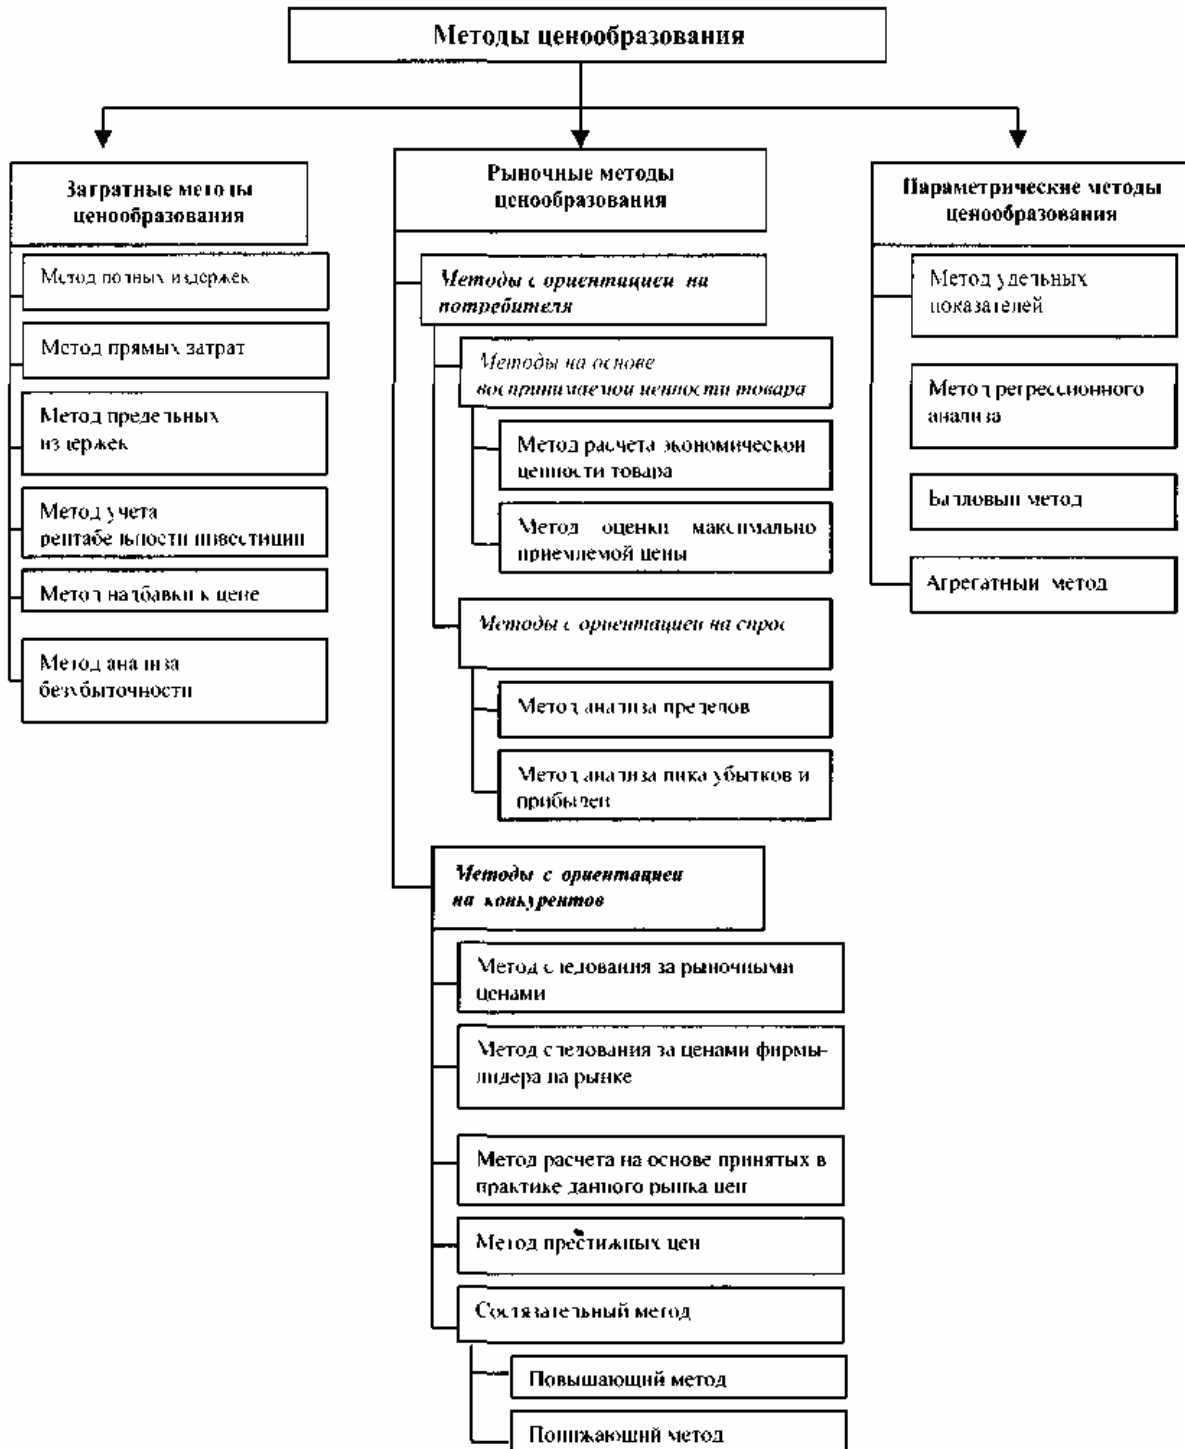 Методы ценообразования
Затратные методы
ценообразования
Метод полных издержек
Метод прямых затрат
Метод предельных
издержек
Метод учета
рентабельности инвестиции
Метод надбавки к цене
Метод анализа
безубыточности
Рыночные методы
ценообразования
Методы с ориентацией на
потребителя
Методы на основе
воспринимаемой ценности товара
Метод расчета экономической
ценности товара
Метод оценки максимально
приемлемой цены
Методы с ориентацией на спрос
Метод анализа пределов
Метод анализа пика убытков и
прибылей
Методы с ориентацией
на конкурентов
Метод следования за рыночными
ценами
Метод следования за ценами фирмы-
лидера на рынке
Метод расчета на основе принятых в
практике данного рынка цен
Метод престижных цен
Состязательный метод
Повышающий метод
Понижающий метод
Параметрические методы
ценообразования
Метод удельных
показателей
Метод регрессионного
анализа
Балловый метод
Агрегатный метод